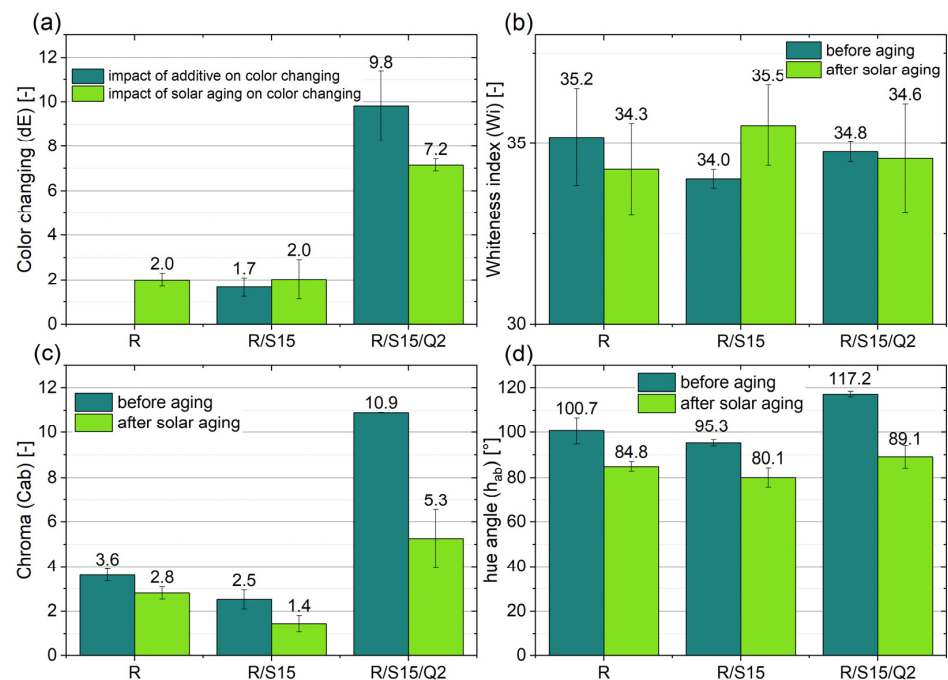 (a)
Color changing (dE) [-]
12
10
8
6
4
2
0
impact of additive on color changing
impact of solar aging on color changing
2.0
1.7
2.0
9.8
7.2
R
R/S15
R/S15/Q2
(b)
Whiteness index (Wi) [-]
35
30
before aging
after solar aging
35.2
34.3
34.0
35.5
34.8
34.6
R
R/S15
R/S15/Q2
(c)
Chroma (Cab) [-]
12
10
8
6
4
2
0
before aging
after solar aging
3.6
2.8
2.5
1.4
10.9
5.3
R
R/S15
R/S15/Q2
(d)
hue angle (hab) [°]
120
100
80
60
40
20
0
before aging
after solar aging
100.7
84.8
95.3
80.1
117.2
89.1
R
R/S15
R/S15/Q2